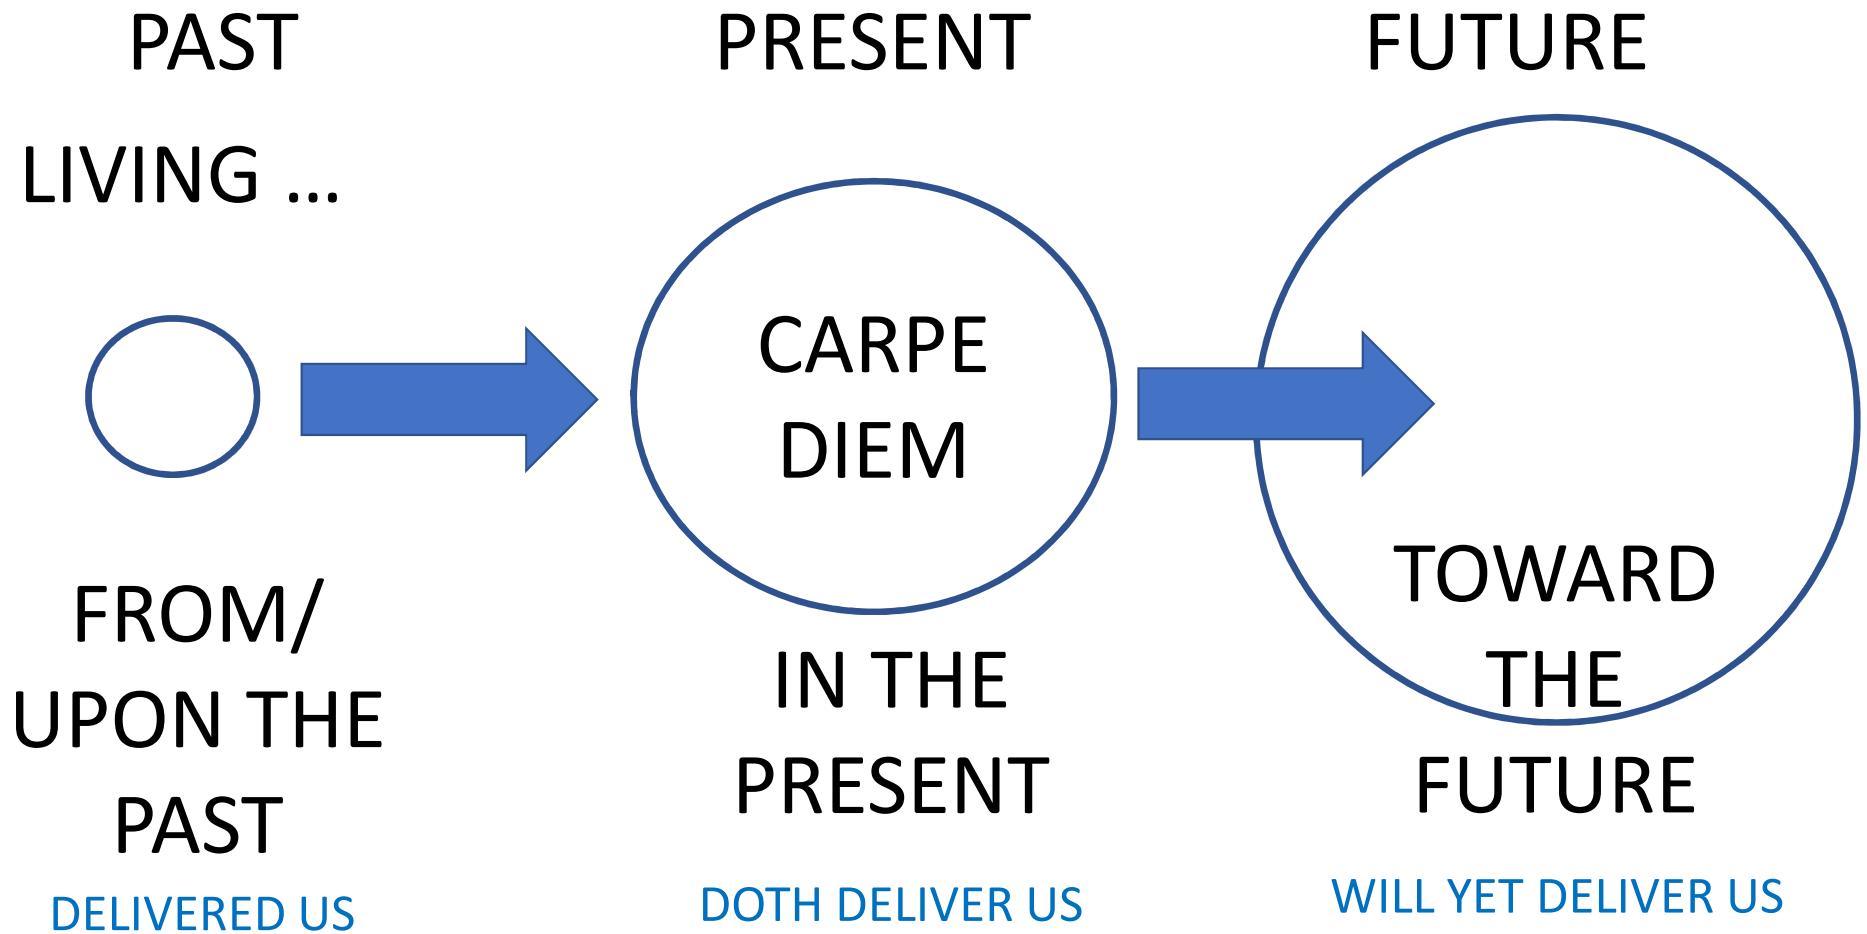 PAST
PRESENT
FUTURE
LIVING ...
CARPE
DIEM
FROM/
UPON THE
PAST
IN THE
PRESENT
TOWARD
THE
FUTURE
DELIVERED US
DOTH DELIVER US
WILL YET DELIVER US